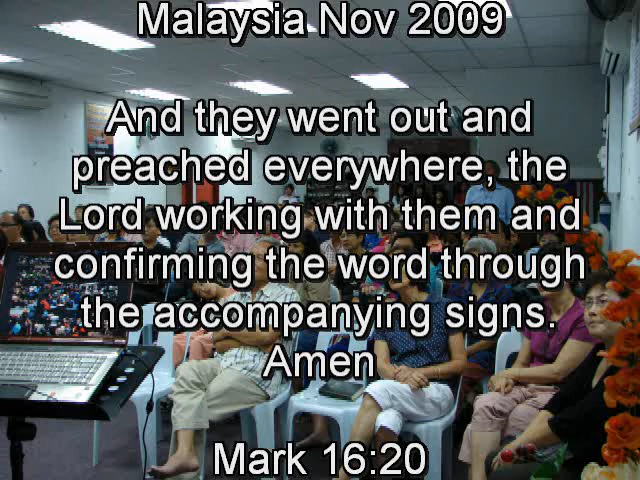 Malaysia Nov 2009
And they went out and
preached everywhere, the
Lord working with them and
confirming the word through
the accompanying signs.
Amen
Mark 16:20